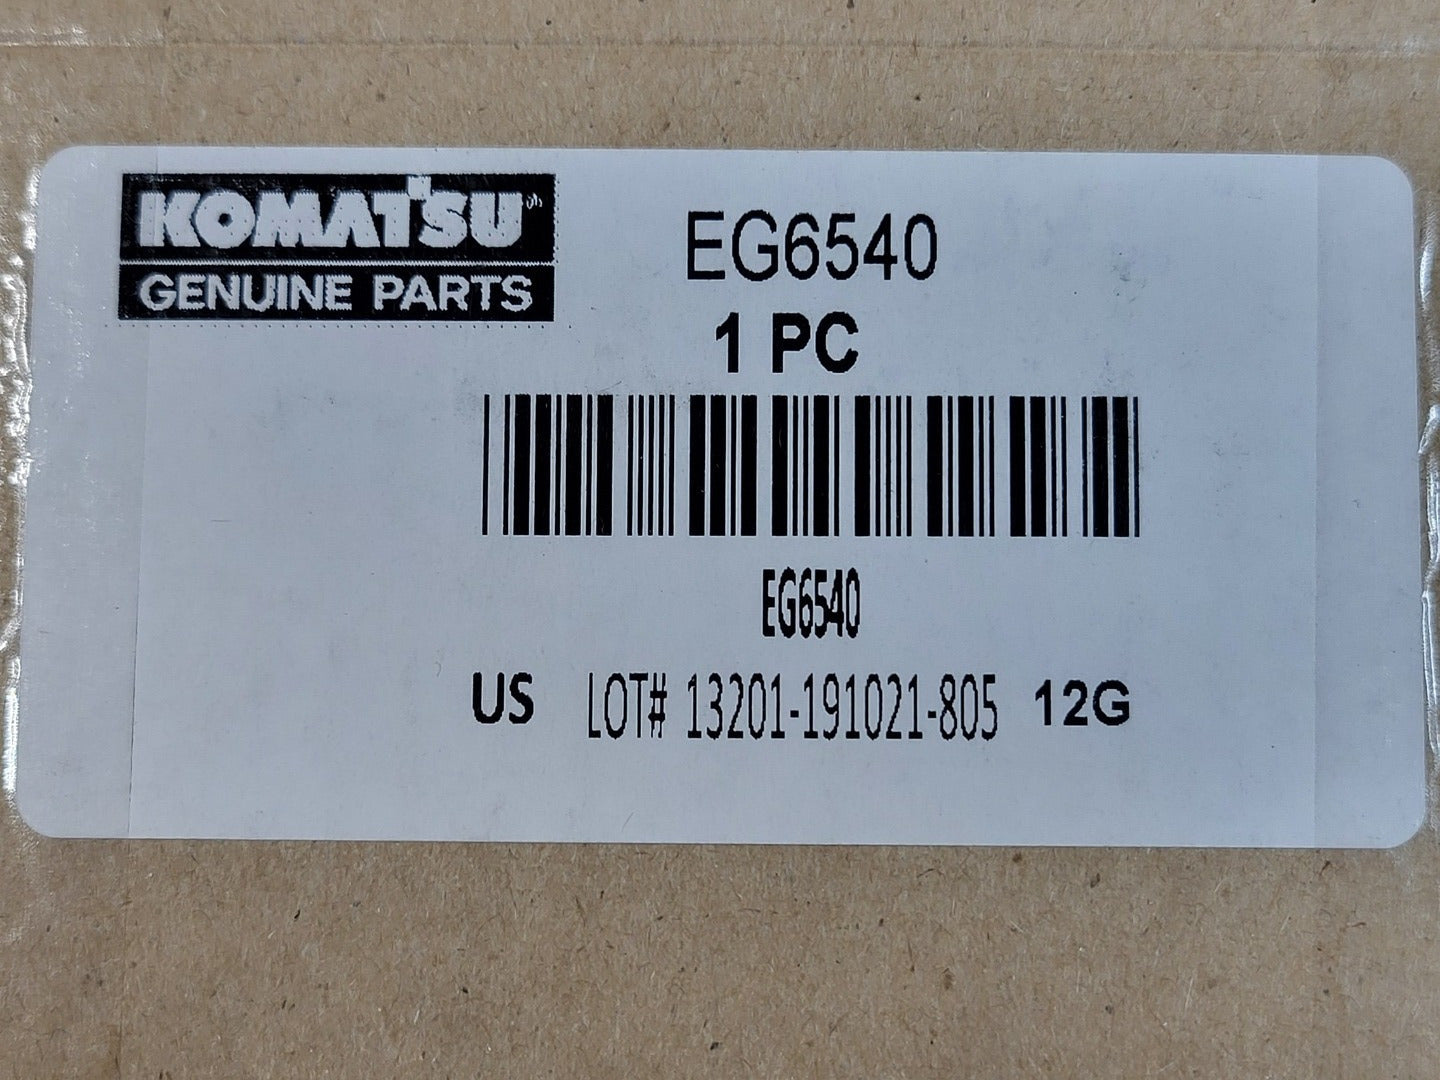 KOMATSU
GENUINE PARTS
EG6540
1 PC
EG6540
US LOT# 13201-191021-805 12G